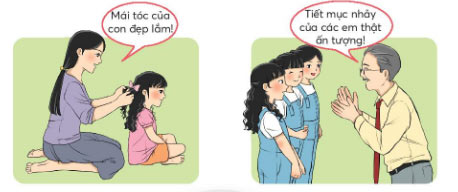 Mái tóc của
con đẹp lắm!
Tiết mục nhảy
của các em thật
ấn tượng!